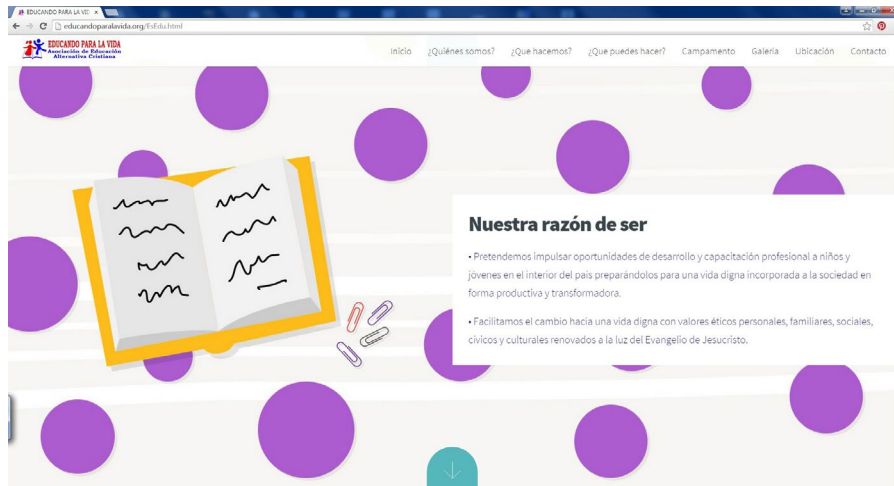 EDUCANDO PARA LA VID
educandoparalavida.org/EsEdu.html
EDUCANDO PARA LA VIDA
Asociación de Educación
Alternativa Cristiana
Inicio ¿Quiénes somos? ¿Que hacemos? ¿Que puedes hacer? Campamento Galeria Ubicación Contacto
Nuestra razón de ser
• Pretendemos impulsar oportunidades de desarrollo y capacitación profesional a niños y
jóvenes en el interior del país preparándolos para una vida digna incorporada a la sociedad en
forma productiva y transformadora.
• Facilitamos el cambio hacia una vida digna con valores éticos personales, familiares, sociales,
cívicos y culturales renovados a la luz del Evangelio de Jesucristo.